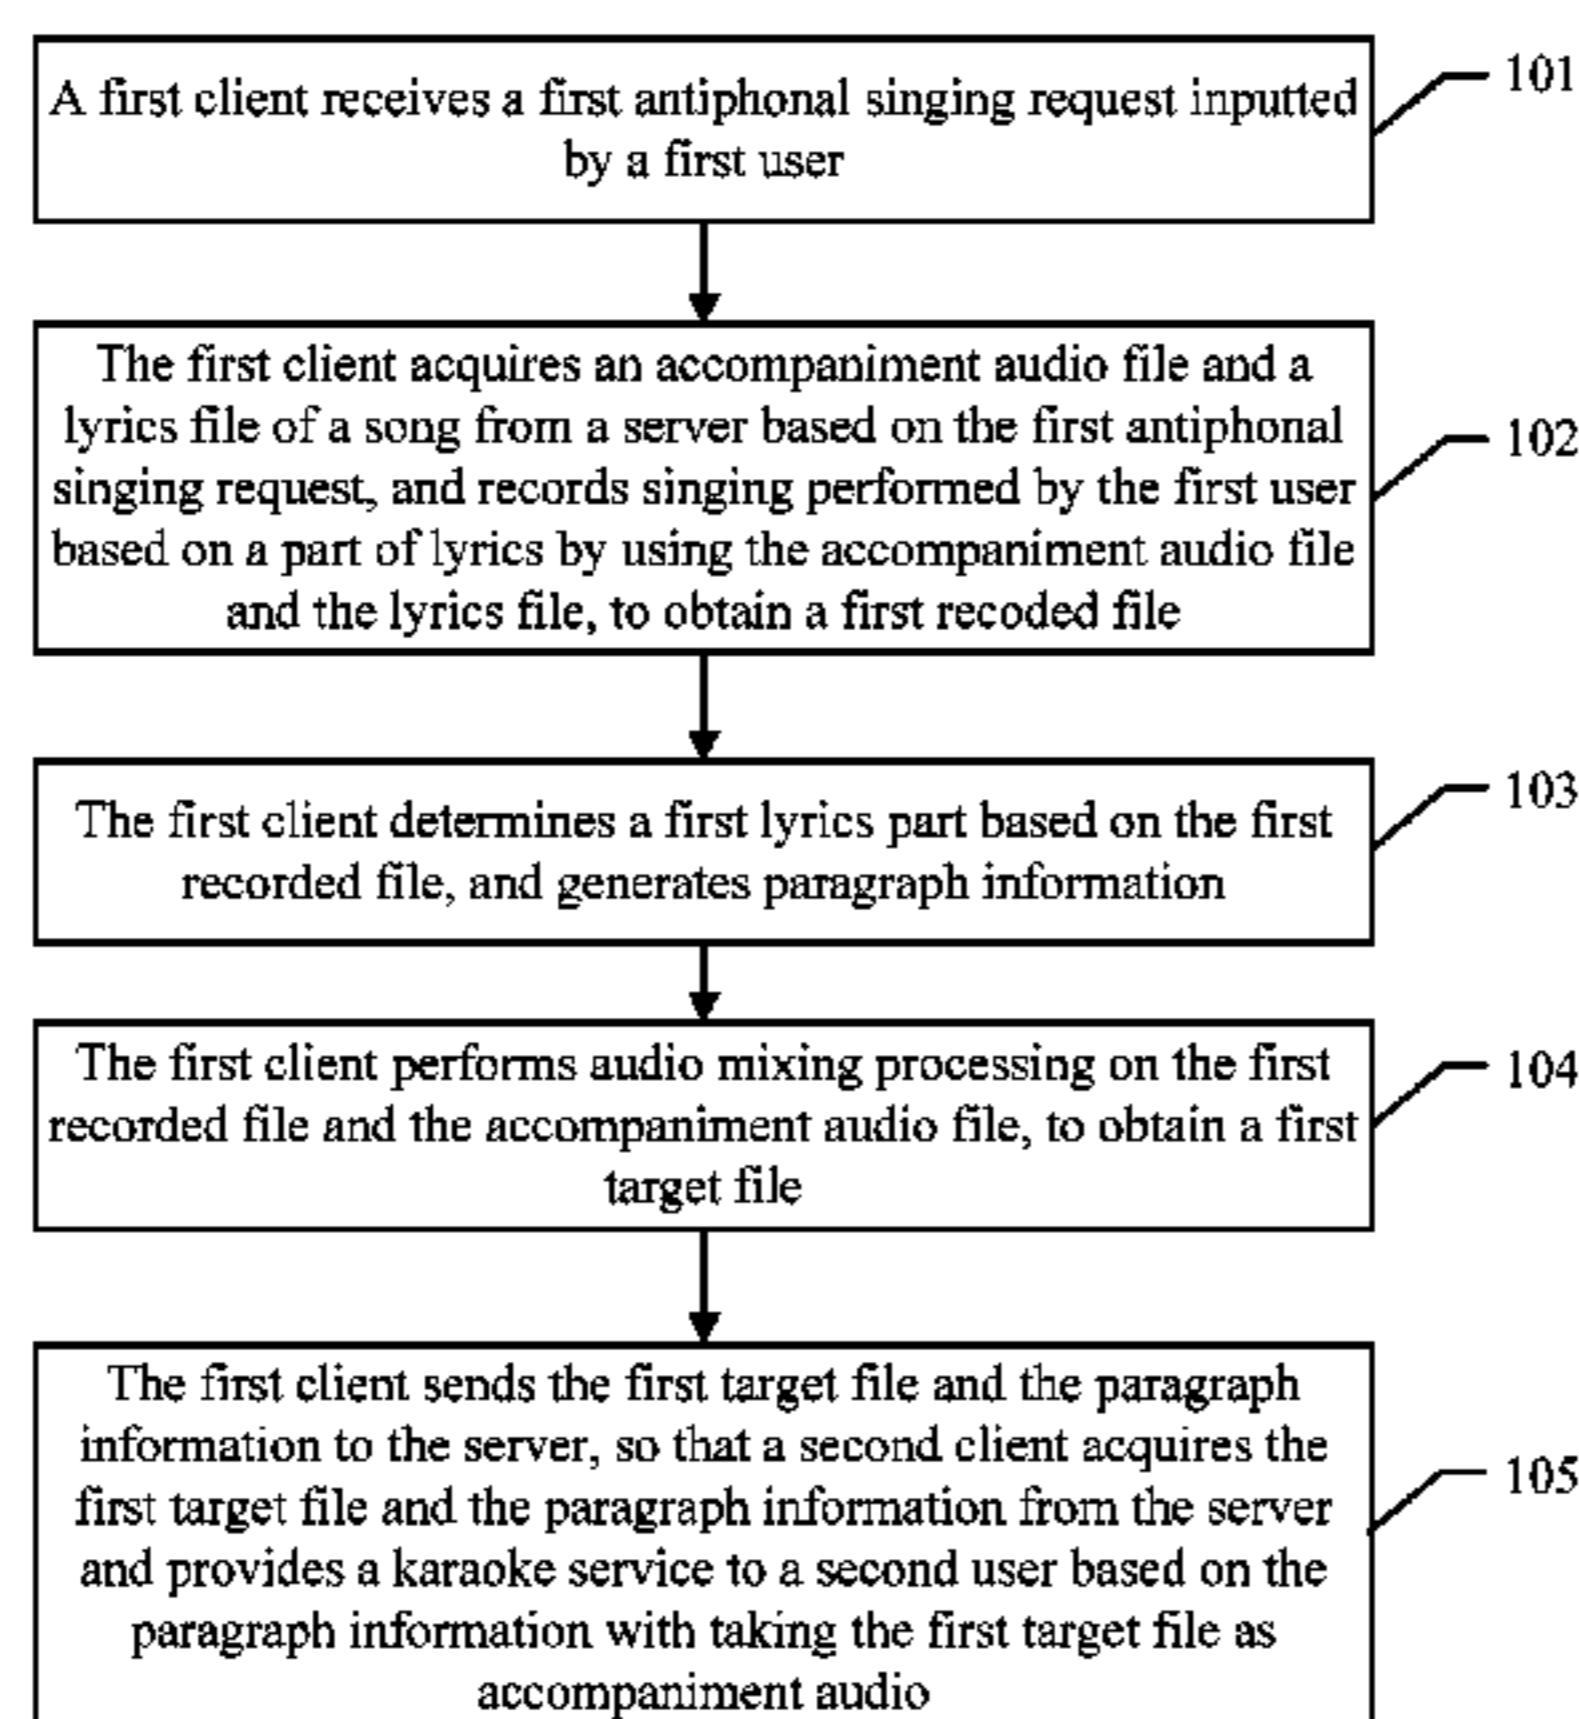 A first client receives a first antiphonal singing request inputted
by a first user
101
The first client acquires an accompaniment audio file and a
lyrics file of a song from a server based on the first antiphonal
singing request, and records singing performed by the first user
based on a part of lyrics by using the accompaniment audio file
and the lyrics file, to obtain a first recoded file
102
The first client determines a first lyrics part based on the first
recorded file, and generates paragraph information
103
The first client performs audio mixing processing on the first
recorded file and the accompaniment audio file, to obtain a first
target file
104
The first client sends the first target file and the paragraph
information to the server, so that a second client acquires the
first target file and the paragraph information from the server
and provides a karaoke service to a second user based on the
paragraph information with taking the first target file as
accompaniment audio
105